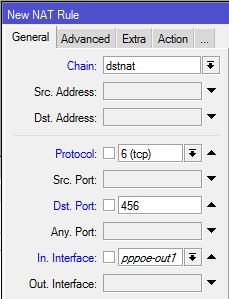 New NAT Rule
General Advanced Extra Action ...
Chain: dstnat
Src. Address:
Dst. Address:
Protocol: 6 (tcp)
Src. Port:
Dst. Port: 456
Any. Port:
In. Interface: pppoe-out1
Out. Interface: